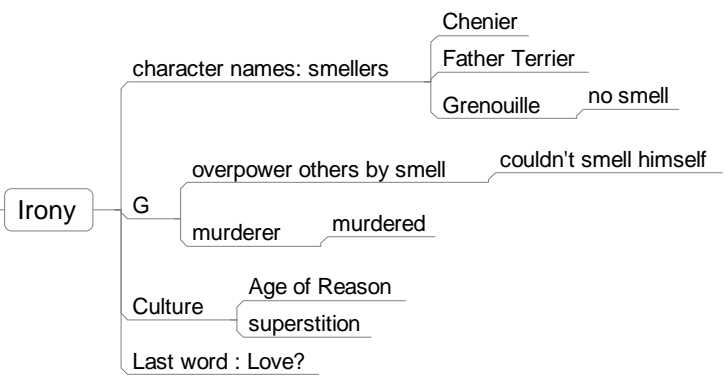 Irony
character names: smellers
Chenier
Father Terrier
Grenouille
no smell
G
overpower others by smell
couldn't smell himself
murderer
murdered
Culture
Age of Reason
superstition
Last word : Love?